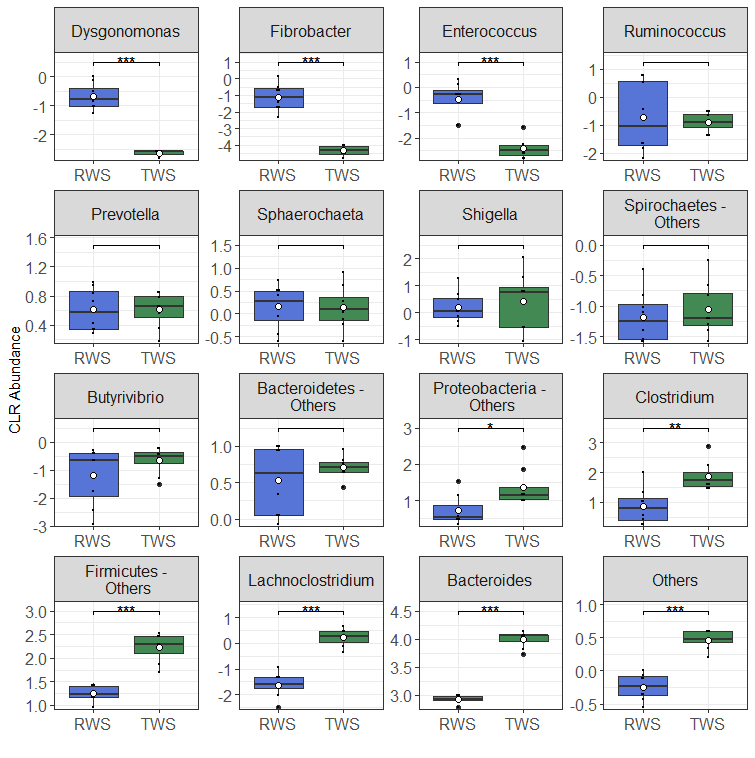 Dysgonomonas Fibrobacter Enterococcus Ruminococcus
*** *** ***
0 -1 -2
1 0 -1 -2 -3 -4
1 0 -1 -2
1 0 -1 -2
RWS TWS RWS TWS RWS TWS RWS TWS
Prevotella Sphaerochaeta Shigella Spirochaetes -
Others
1.6 1.2 0.8 0.4
1.5 1.0 0.5 0.0 -0.5
2 1 0 -1
0.0 -0.5 -1.0 -1.5
RWS TWS RWS TWS RWS TWS RWS TWS
CLR Abundance
Butyrivibrio Bacteroidetes -
Others
Proteobacteria -
Others
Clostridium
* **
0 -1 -2 -3
1.0 0.5 0.0
3 2 1
3 2 1
RWS TWS RWS TWS RWS TWS RWS TWS
Firmicutes -
Others
Lachnoclostridium Bacteroides Others
*** *** *** ***
3.0 2.5 2.0 1.5 1.0
1 0 -1 -2
4.5 4.0 3.5 3.0
1.0 0.5 0.0 -0.5
RWS TWS RWS TWS RWS TWS RWS TWS